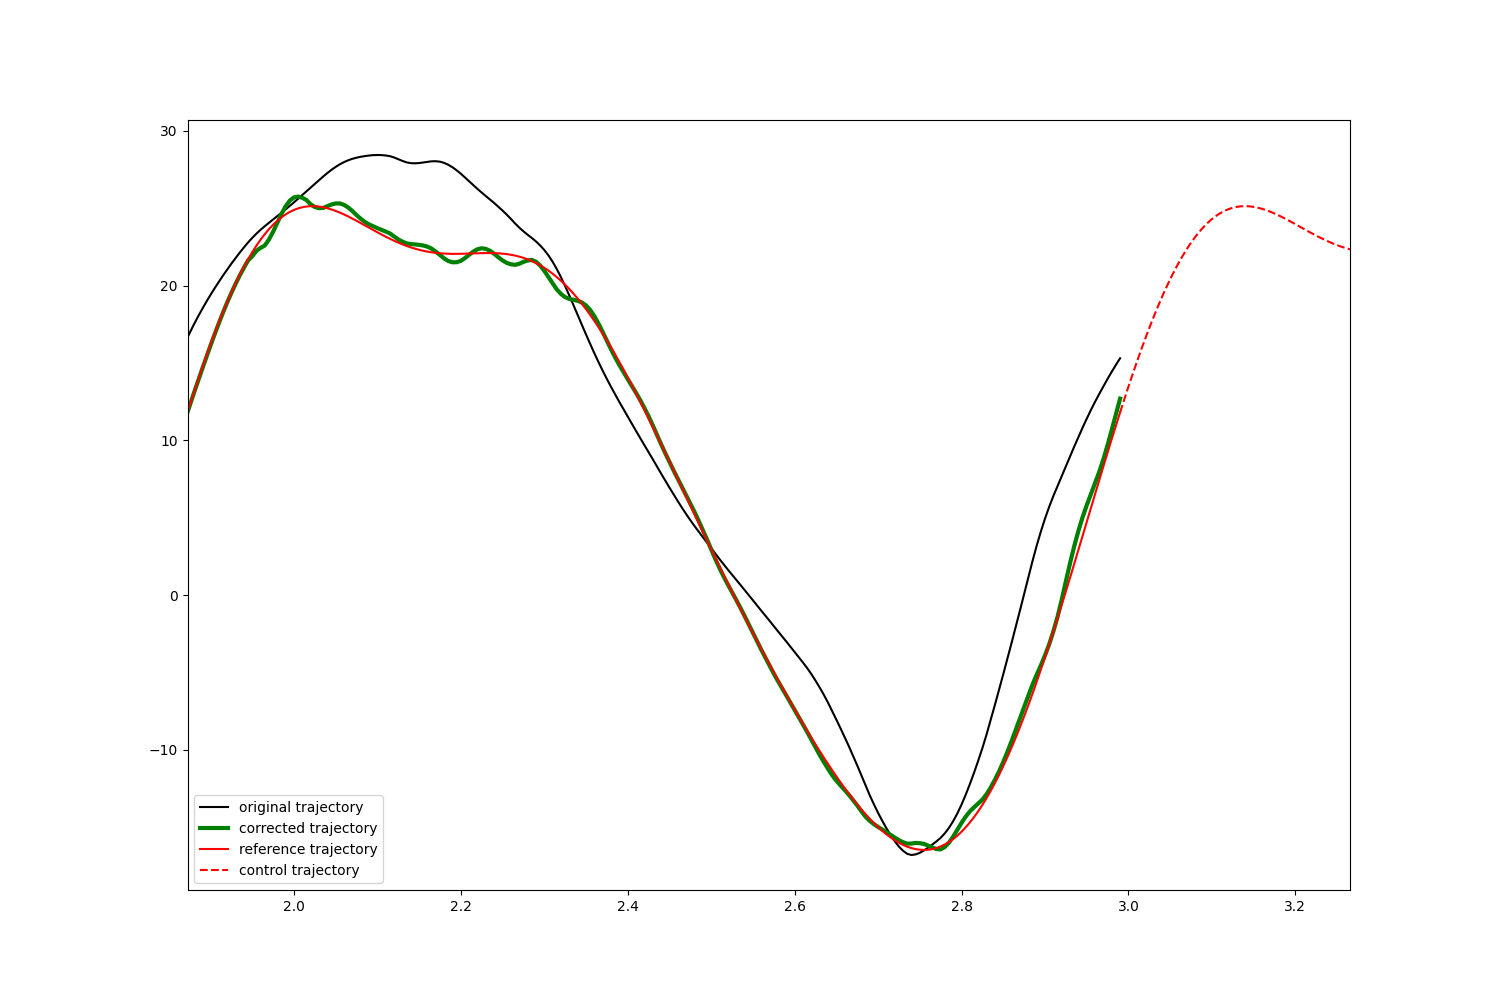 30
20
10
0
−10
original trajectory
corrected trajectory
reference trajectory
control trajectory
2.0 2.2 2.4 2.6 2.8 3.0 3.2